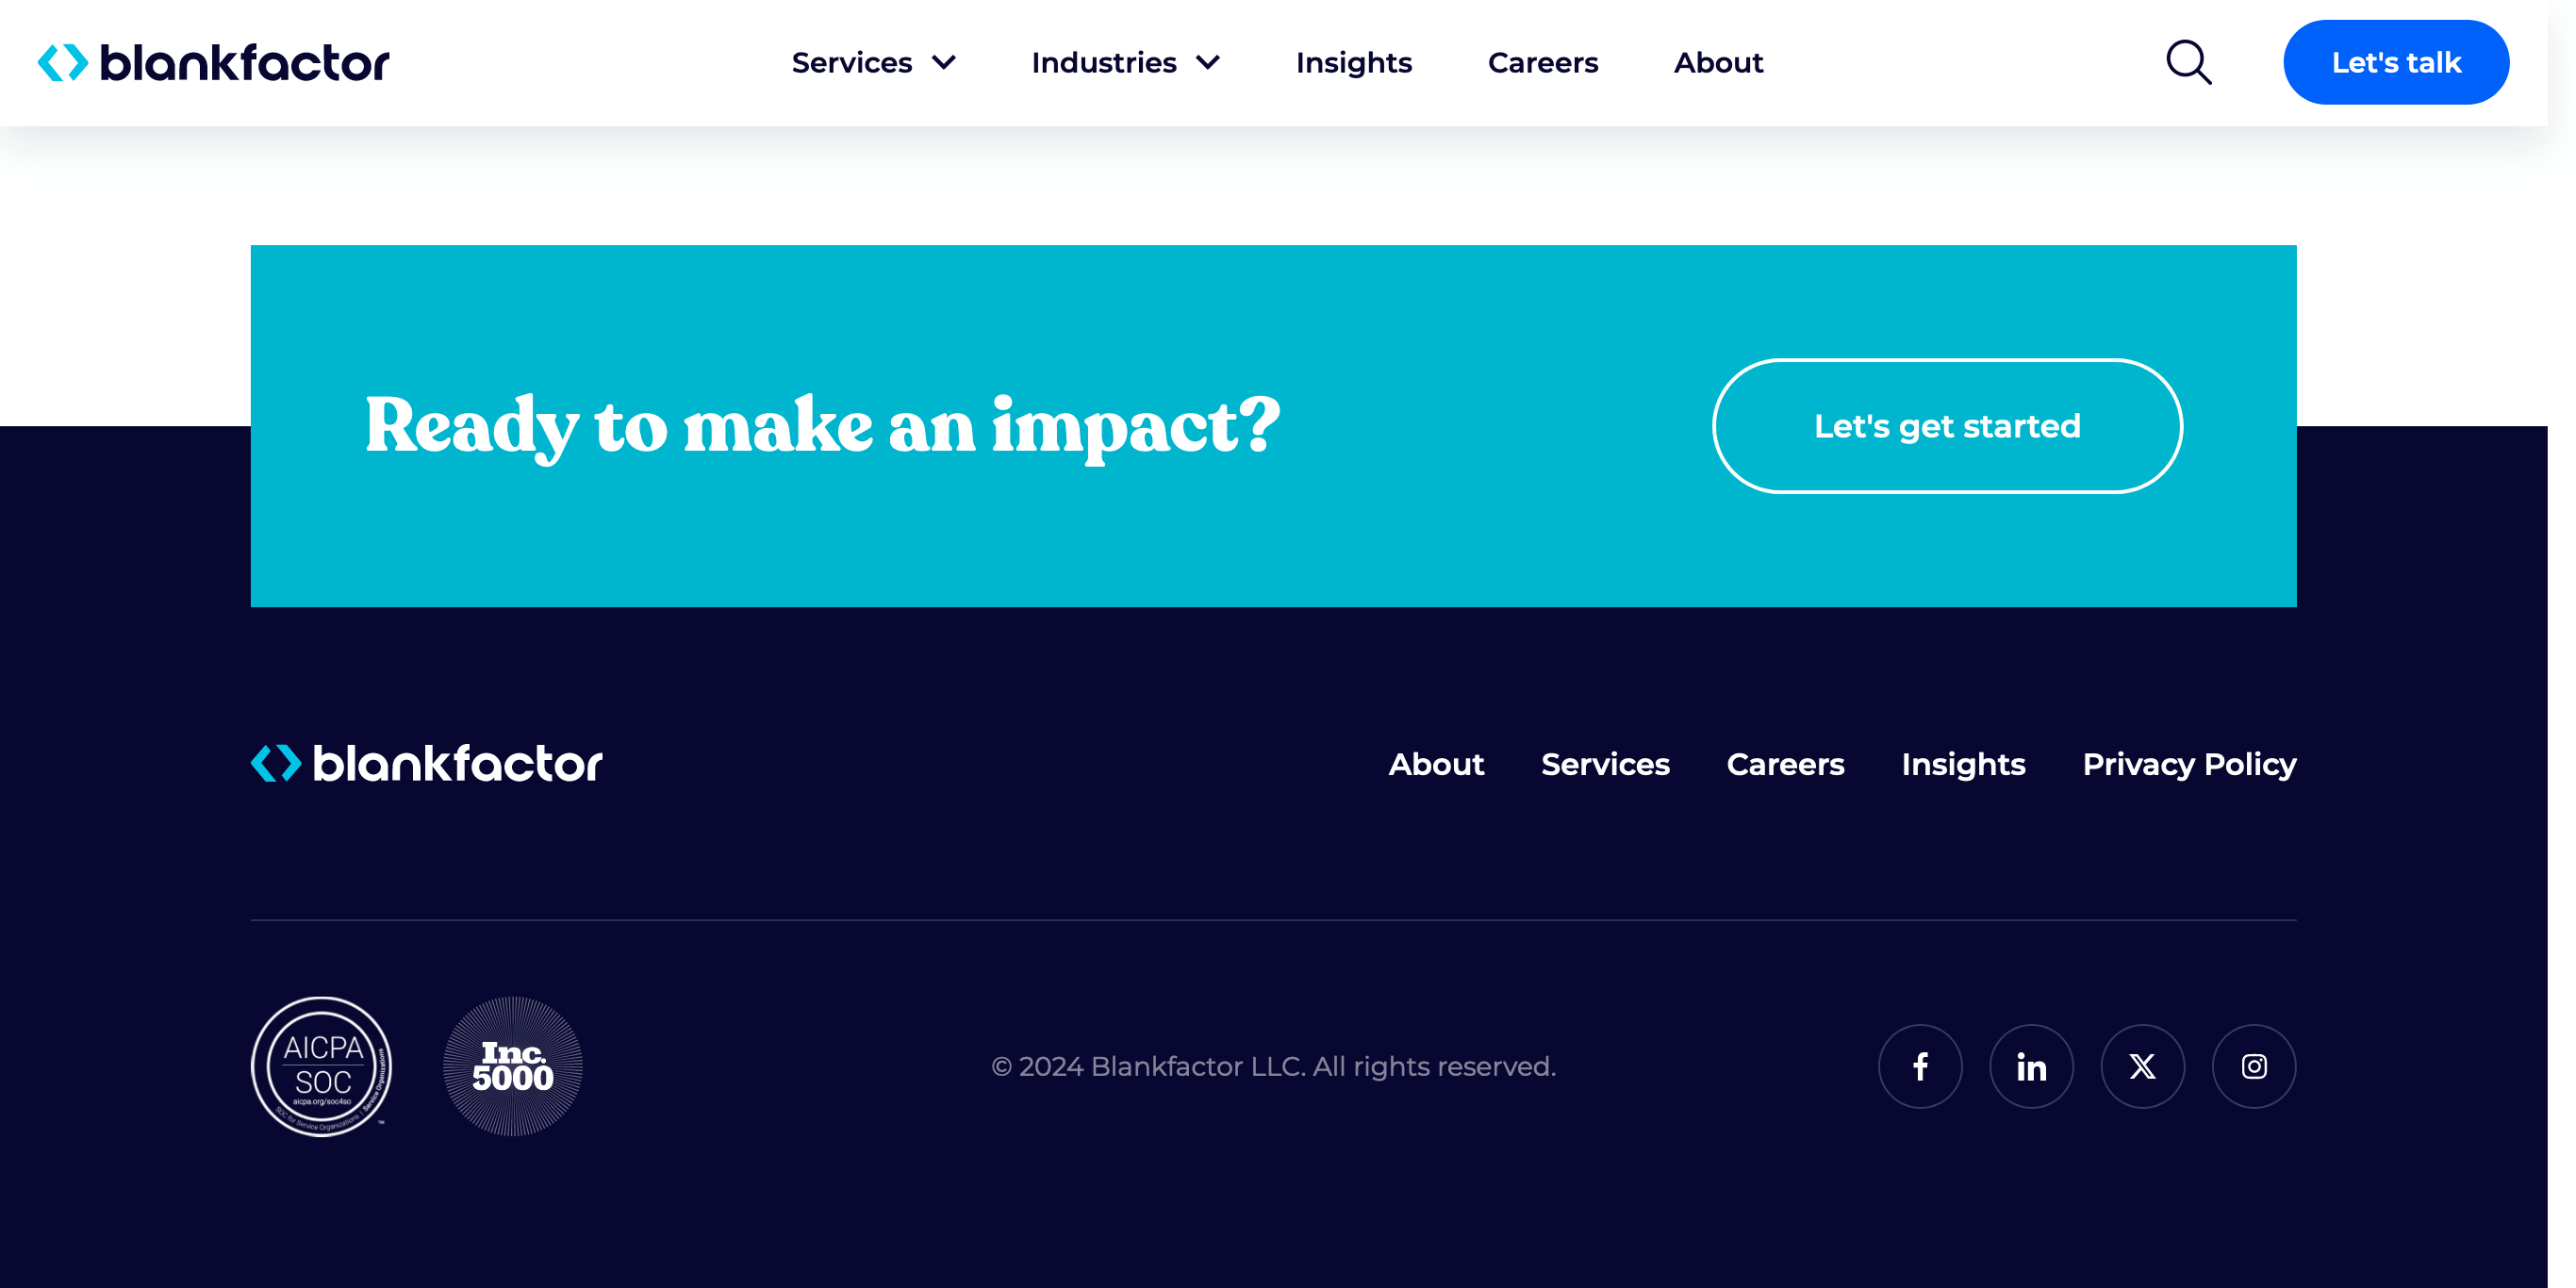 blankfactor
Services
Industries
Insights
Careers
About
Let's talk
Ready to make an impact?
Let's get started
blankfactor
About
Services
Careers
Insights
Privacy Policy
AICPA
SOC
aicpa.org/soc4so
SOC for Service Organizations | Service Organizations
TM
Inc.
5000
© 2024 Blankfactor LLC. All rights reserved.